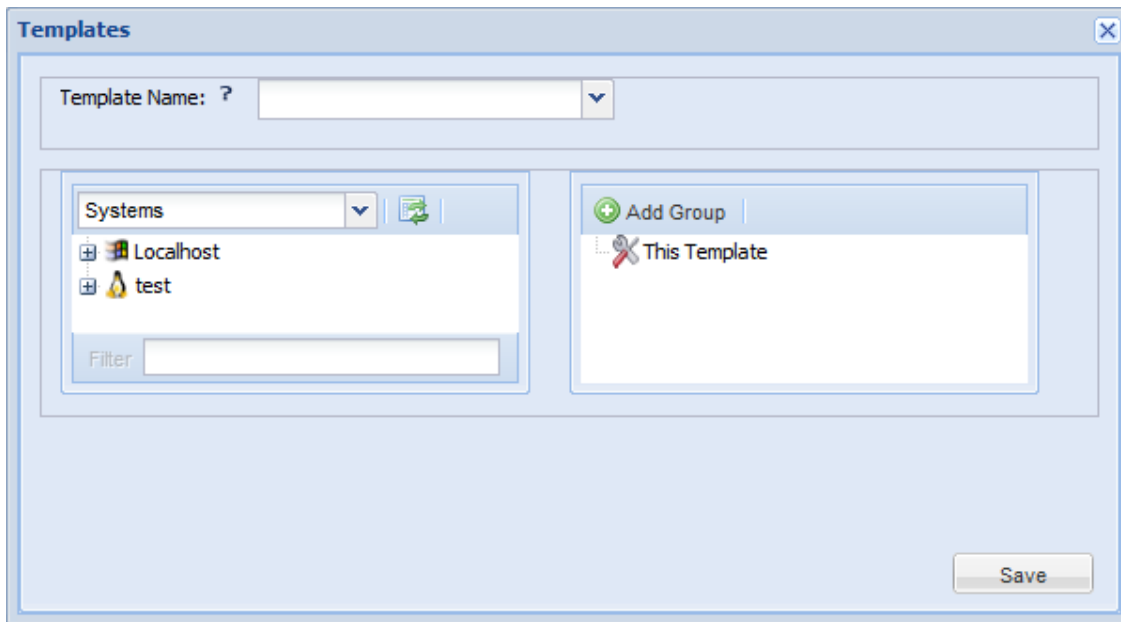 Templates
Template Name: ?
Systems
Add Group
Localhost
This Template
test
Filter
Save